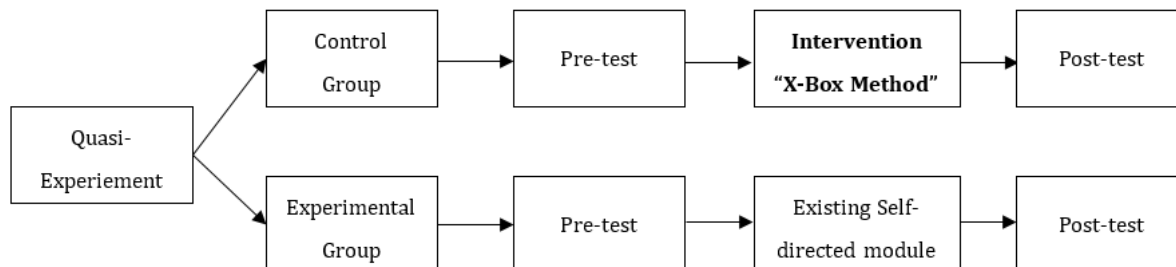 Control
Group
Pre-test
Intervention
“X-Box Method”
Post-test
Quasi-
Experiement
Experimental
Group
Pre-test
Existing Self-
directed module
Post-test